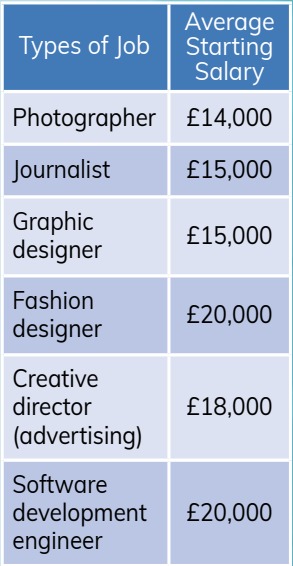 Types of Job
Average
Starting
Salary
Photographer
£14,000
Journalist
£15,000
Graphic
designer
£15,000
Fashion
designer
£20,000
Creative
director
(advertising)
£18,000
Software
development
engineer
£20,000